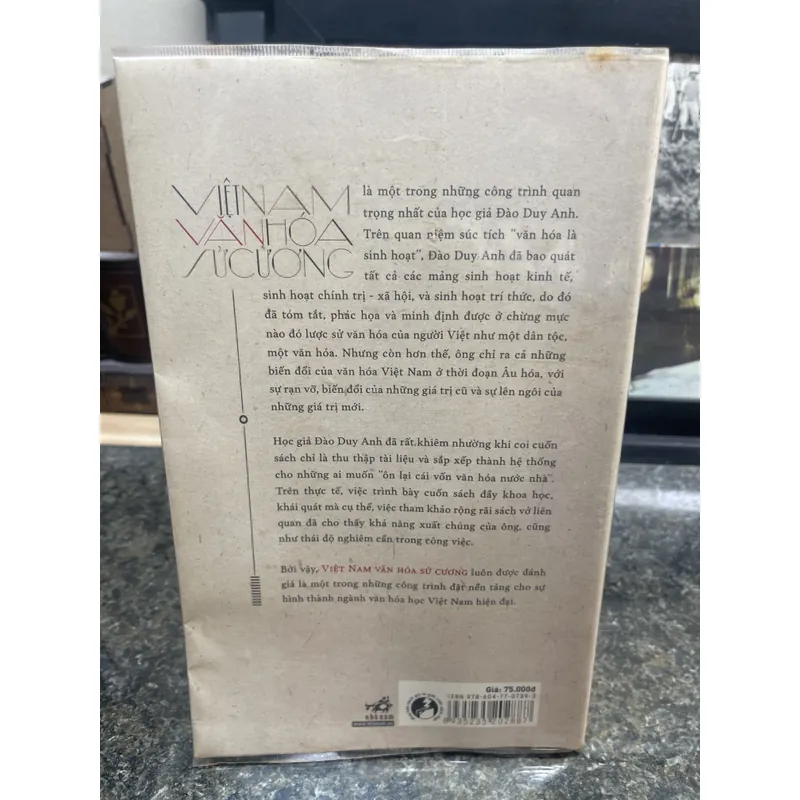 VIỆT NAM
VĂN HÓA
SỬ CƯƠNG
là một trong những công trình quan
trọng nhất của học giả Đào Duy Anh.
Trên quan niệm súc tích "văn hóa là
sinh hoạt", Đào Duy Anh đã bao quát
tất cả các mảng sinh hoạt kinh tế,
sinh hoạt chính trị - xã hội, và sinh hoạt trí thức, do đó
đã tóm tắt, phác họa và minh định được ở chừng mực
nào đó lược sử văn hóa của người Việt như một dân tộc,
một văn hóa. Nhưng còn hơn thế, ông chỉ ra cả những
biến đổi của văn hóa Việt Nam ở thời đoạn Âu hóa, với
sự rạn vỡ, biến đổi của những giá trị cũ và sự lên ngôi của
những giá trị mới.
Học giả Đào Duy Anh đã rất khiêm nhường khi coi cuốn
sách chỉ là thu thập tài liệu và sắp xếp thành hệ thống
cho những ai muốn "ôn lại cái vốn văn hóa nước nhà".
Trên thực tế, việc trình bày cuốn sách đầy khoa học,
khái quát mà cụ thể, việc tham khảo rộng rãi sách vở liên
quan đã cho thấy khả năng xuất chúng của ông, cũng
như thái độ nghiêm cẩn trong công việc.
Bởi vậy, VIỆT NAM VĂN HÓA SỬ CƯƠNG luôn được đánh
giá là một trong những công trình đặt nền tảng cho sự
hình thành ngành văn hóa học Việt Nam hiện đại.
Giá: 75.000đ
ISBN 978-604-77-0739-3
nhã nam